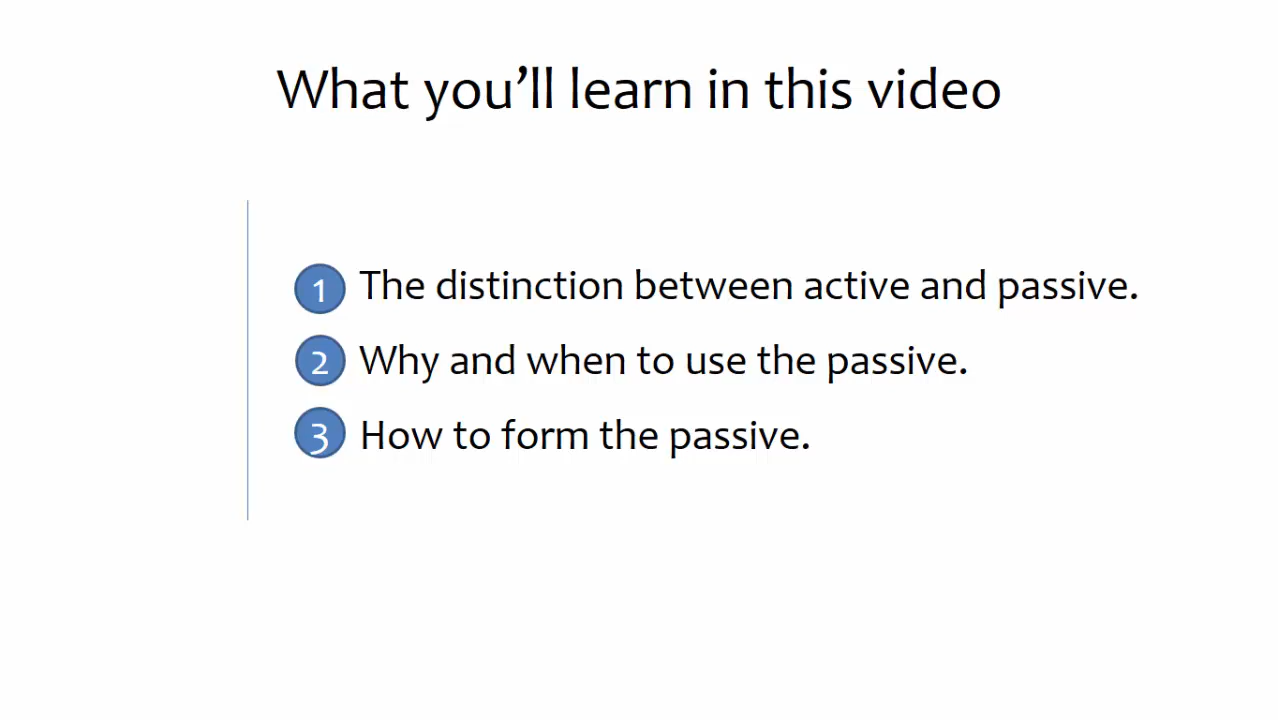 What you’ll learn in this video
1 The distinction between active and passive.
2 Why and when to use the passive.
3 How to form the passive.